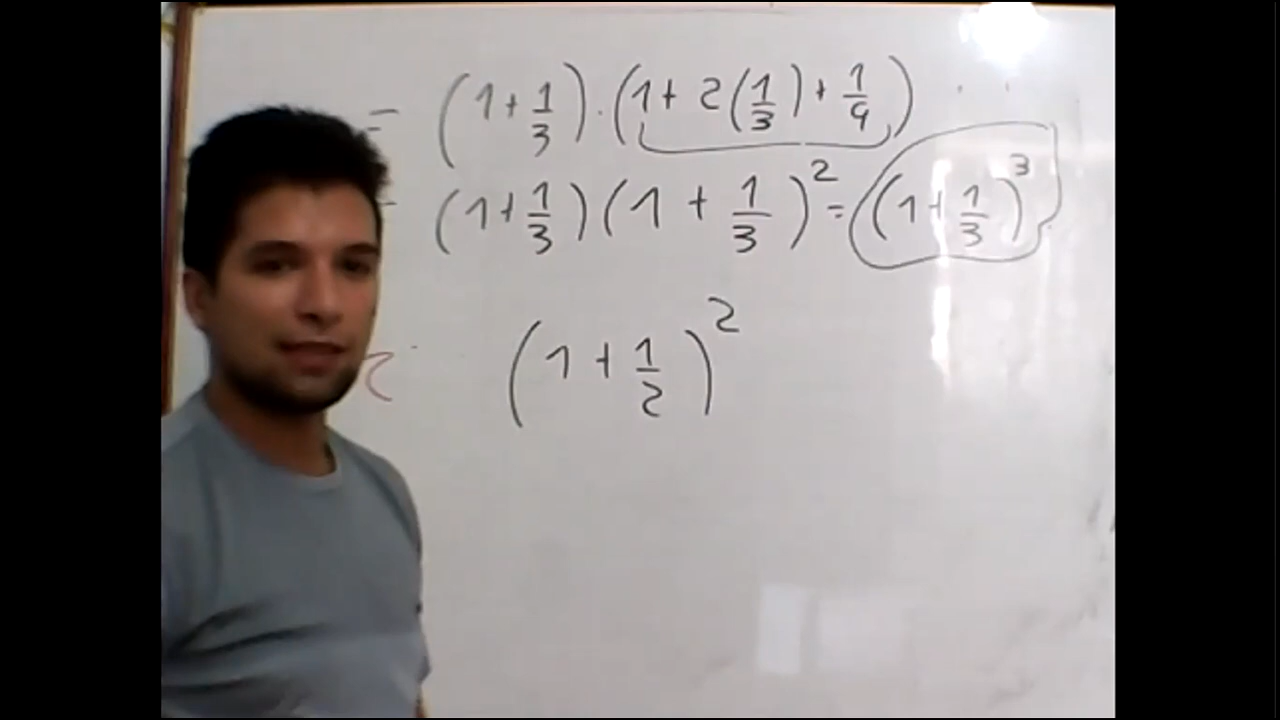 = (1 + 1/3) · (1 + 2(1/3) + 1/9)
= (1 + 1/3)(1 + 1/3)² = (1 + 1/3)³
(1 + 1/2)²